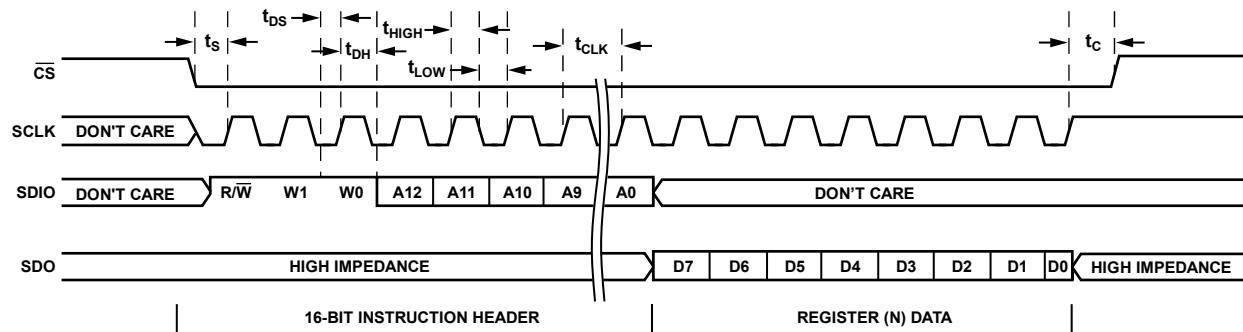 tDS
tHIGH
tS
tDH
tCLK
tC
tLOW
CS
SCLK DON'T CARE
SDIO DON'T CARE R/W W1 W0 A12 A11 A10 A9 A0 DON'T CARE
SDO HIGH IMPEDANCE D7 D6 D5 D4 D3 D2 D1 D0 HIGH IMPEDANCE
16-BIT INSTRUCTION HEADER REGISTER (N) DATA